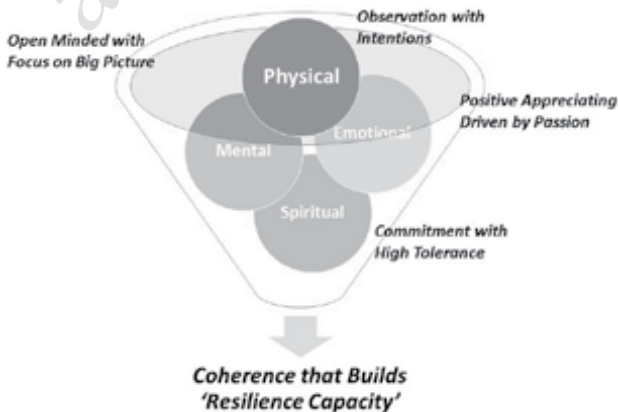 Observation with
Intentions
Open Minded with
Focus on Big Picture
Physical
Positive Appreciating
Driven by Passion
Emotional
Mental
Spiritual
Commitment with
High Tolerance
Coherence that Builds
‘Resilience Capacity’